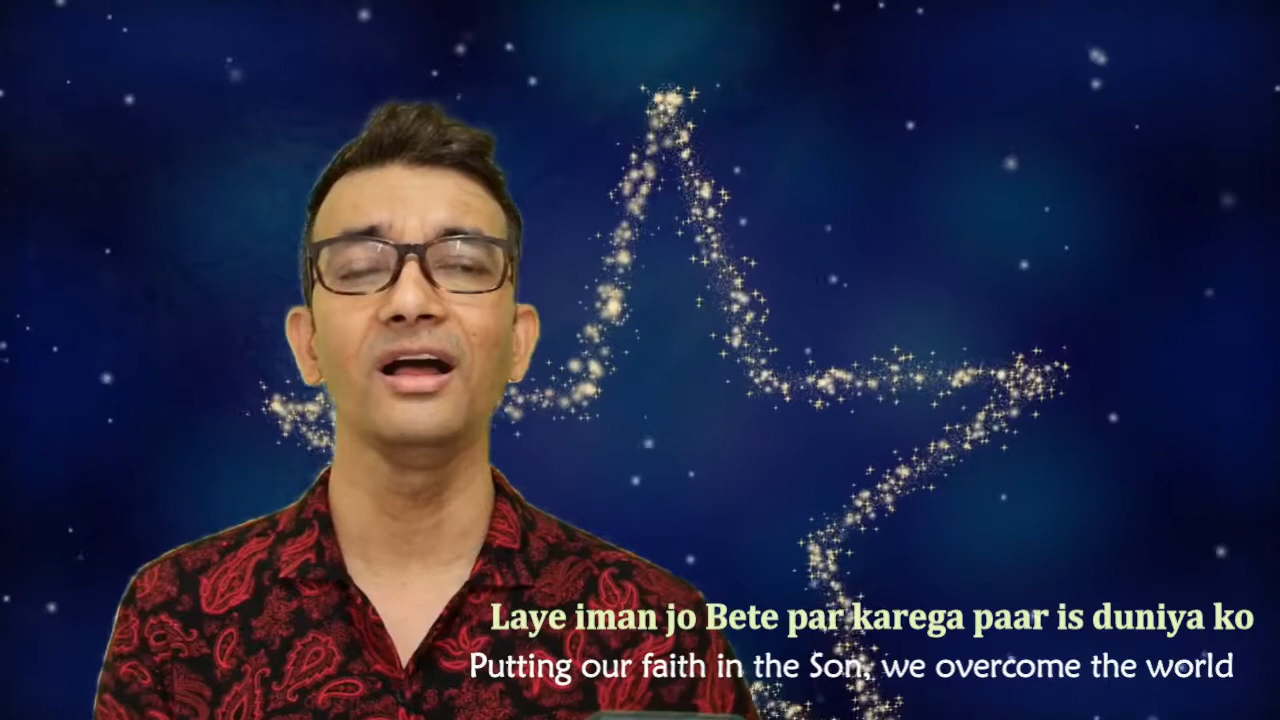 Laye iman jo Bete par karega paar is duniya ko
Putting our faith in the Son, we overcome the world